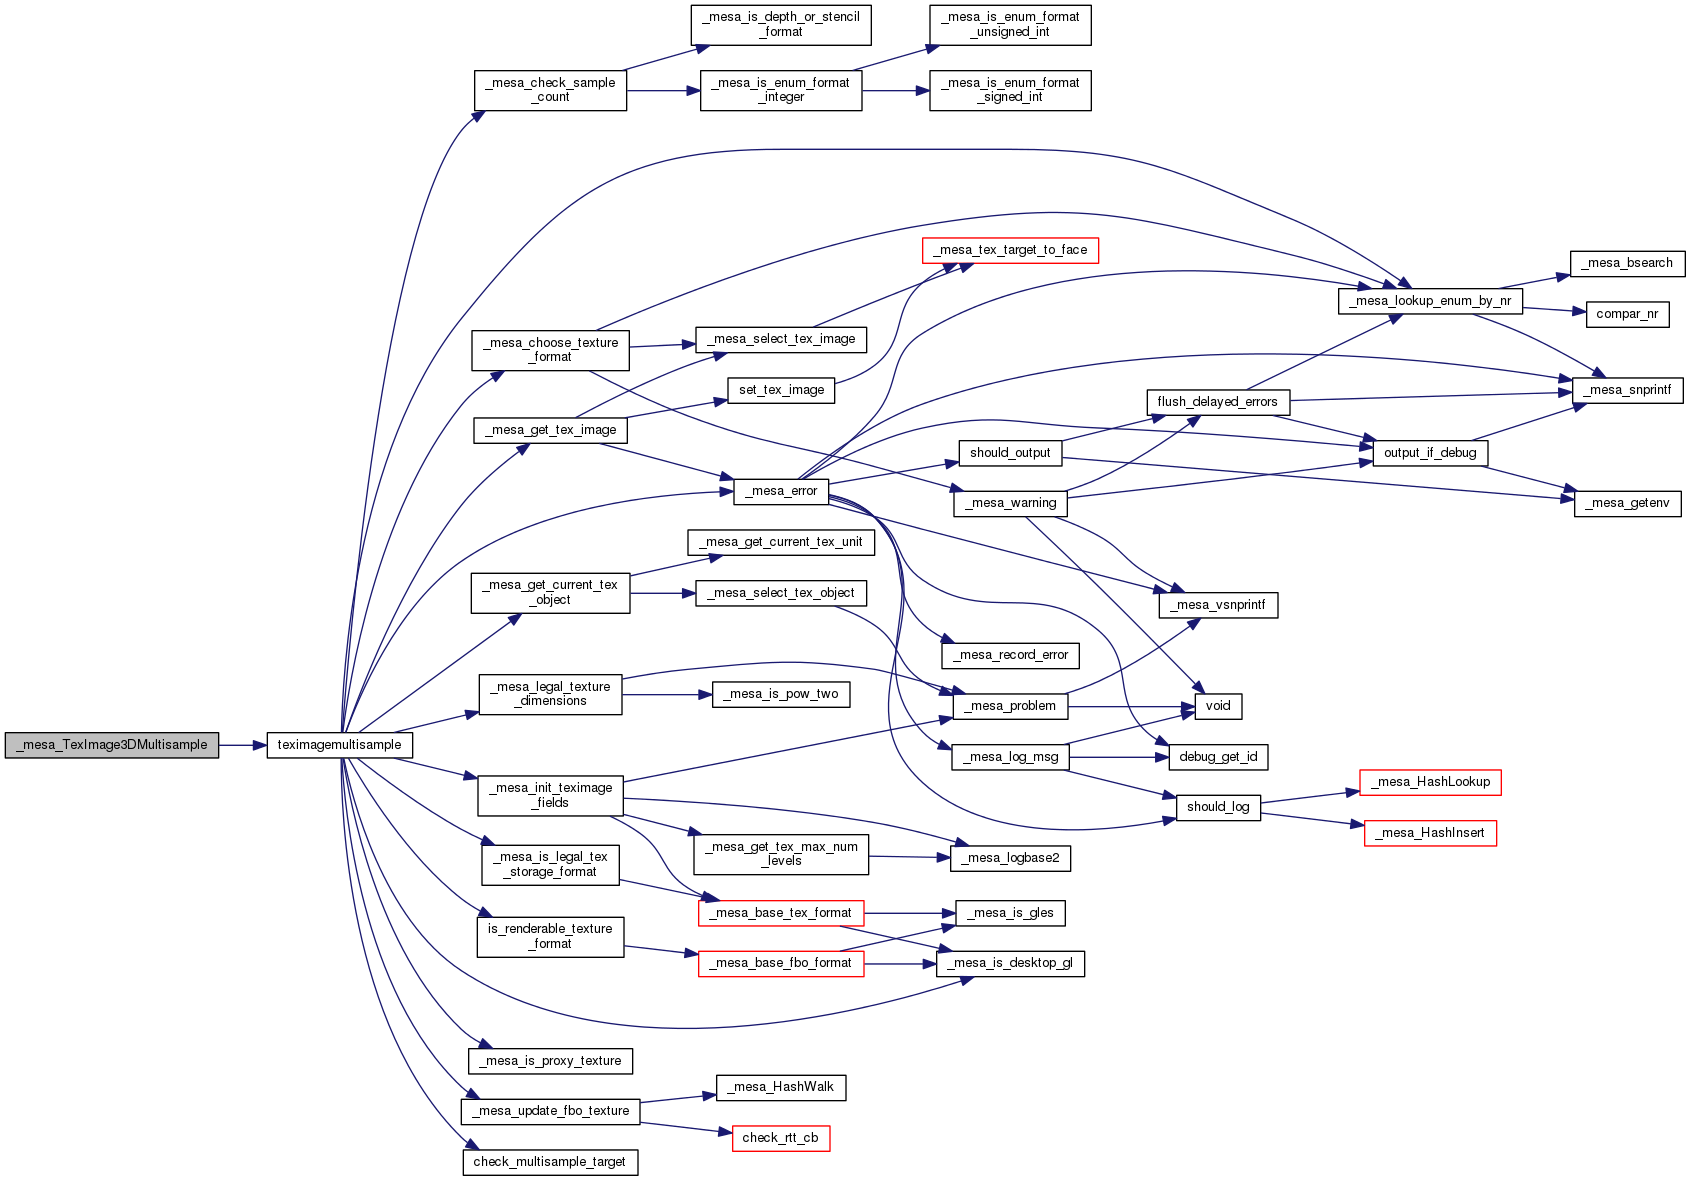 _mesa_TexImage3DMultisample
teximagemultisample
_mesa_check_sample
_count
_mesa_choose_texture
_format
_mesa_get_tex_image
_mesa_get_current_tex
_object
_mesa_legal_texture
_dimensions
_mesa_init_teximage
_fields
_mesa_is_legal_tex
_storage_format
is_renderable_texture
_format
_mesa_is_proxy_texture
_mesa_update_fbo_texture
check_multisample_target
_mesa_is_depth_or_stencil
_format
_mesa_is_enum_format
_integer
_mesa_select_tex_image
set_tex_image
_mesa_error
_mesa_get_current_tex_unit
_mesa_select_tex_object
_mesa_is_pow_two
_mesa_get_tex_max_num
_levels
_mesa_base_tex_format
_mesa_base_fbo_format
_mesa_HashWalk
check_rtt_cb
_mesa_is_enum_format
_unsigned_int
_mesa_is_enum_format
_signed_int
_mesa_tex_target_to_face
should_output
_mesa_warning
_mesa_record_error
_mesa_problem
_mesa_log_msg
_mesa_logbase2
_mesa_is_gles
_mesa_is_desktop_gl
flush_delayed_errors
_mesa_vsnprintf
void
debug_get_id
should_log
_mesa_lookup_enum_by_nr
output_if_debug
_mesa_HashLookup
_mesa_HashInsert
_mesa_bsearch
compar_nr
_mesa_snprintf
_mesa_getenv